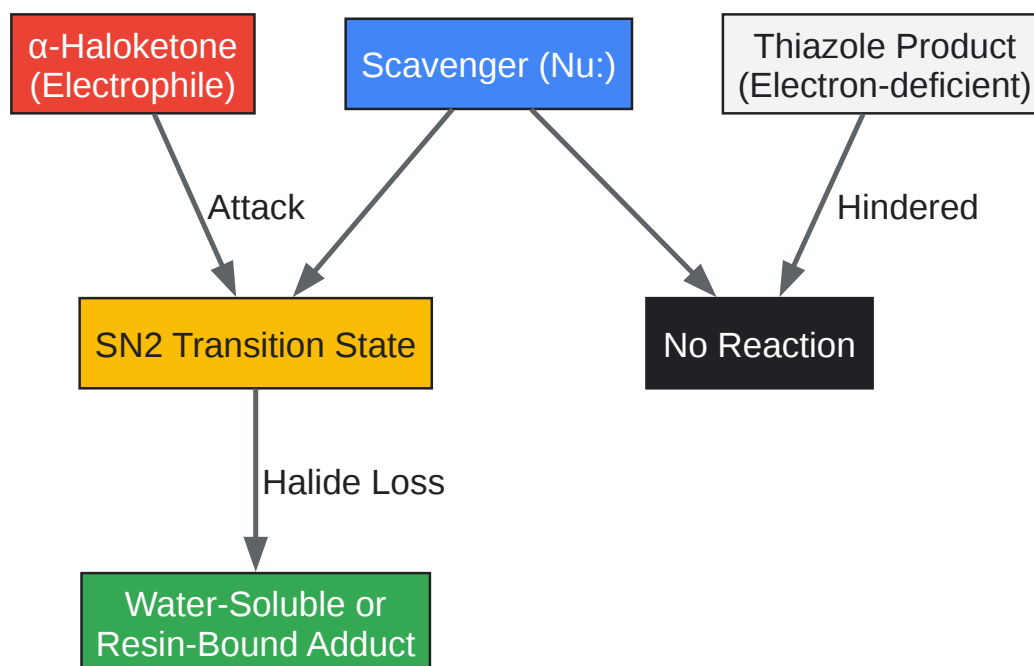 α-Haloketone
(Electrophile)
Scavenger (Nu:)
Thiazole Product
(Electron-deficient)
Attack
Hindered
SN2 Transition State
No Reaction
Halide Loss
Water-Soluble or
Resin-Bound Adduct